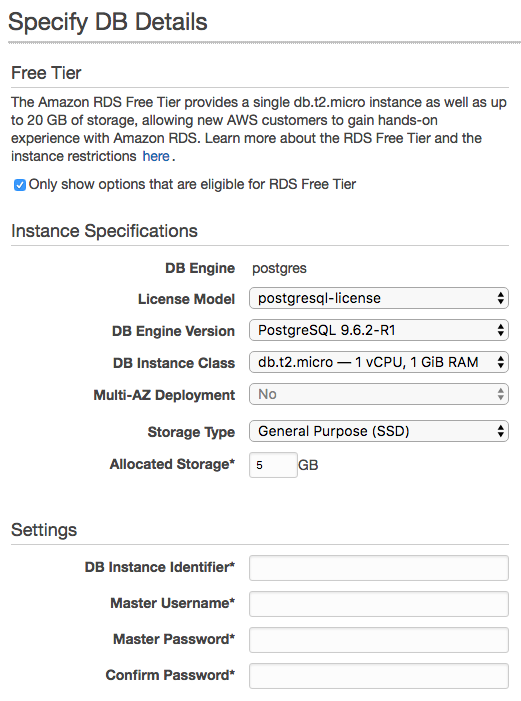 Specify DB Details
Free Tier
The Amazon RDS Free Tier provides a single db.t2.micro instance as well as up
to 20 GB of storage, allowing new AWS customers to gain hands-on
experience with Amazon RDS. Learn more about the RDS Free Tier and the
instance restrictions here .
Only show options that are eligible for RDS Free Tier
Instance Specifications
DB Engine postgres
License Model postgresql-license
DB Engine Version PostgreSQL 9.6.2-R1
DB Instance Class db.t2.micro — 1 vCPU, 1 GiB RAM
Multi-AZ Deployment No
Storage Type General Purpose (SSD)
Allocated Storage* 5 GB
Settings
DB Instance Identifier*
Master Username*
Master Password*
Confirm Password*